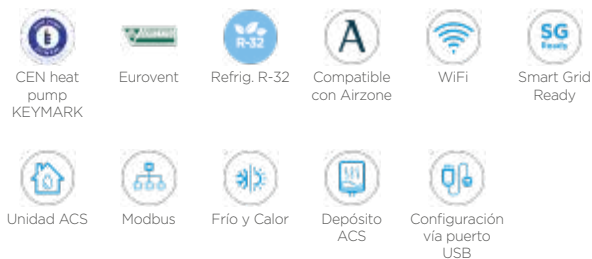 R-32
A
SG
Ready
CEN heat
pump
KEYMARK
Eurovent
Refrig. R-32
Compatible
con Airzone
WiFi
Smart Grid
Ready
Unidad ACS
Modbus
Frío y Calor
Depósito
ACS
Configuración
vía puerto
USB